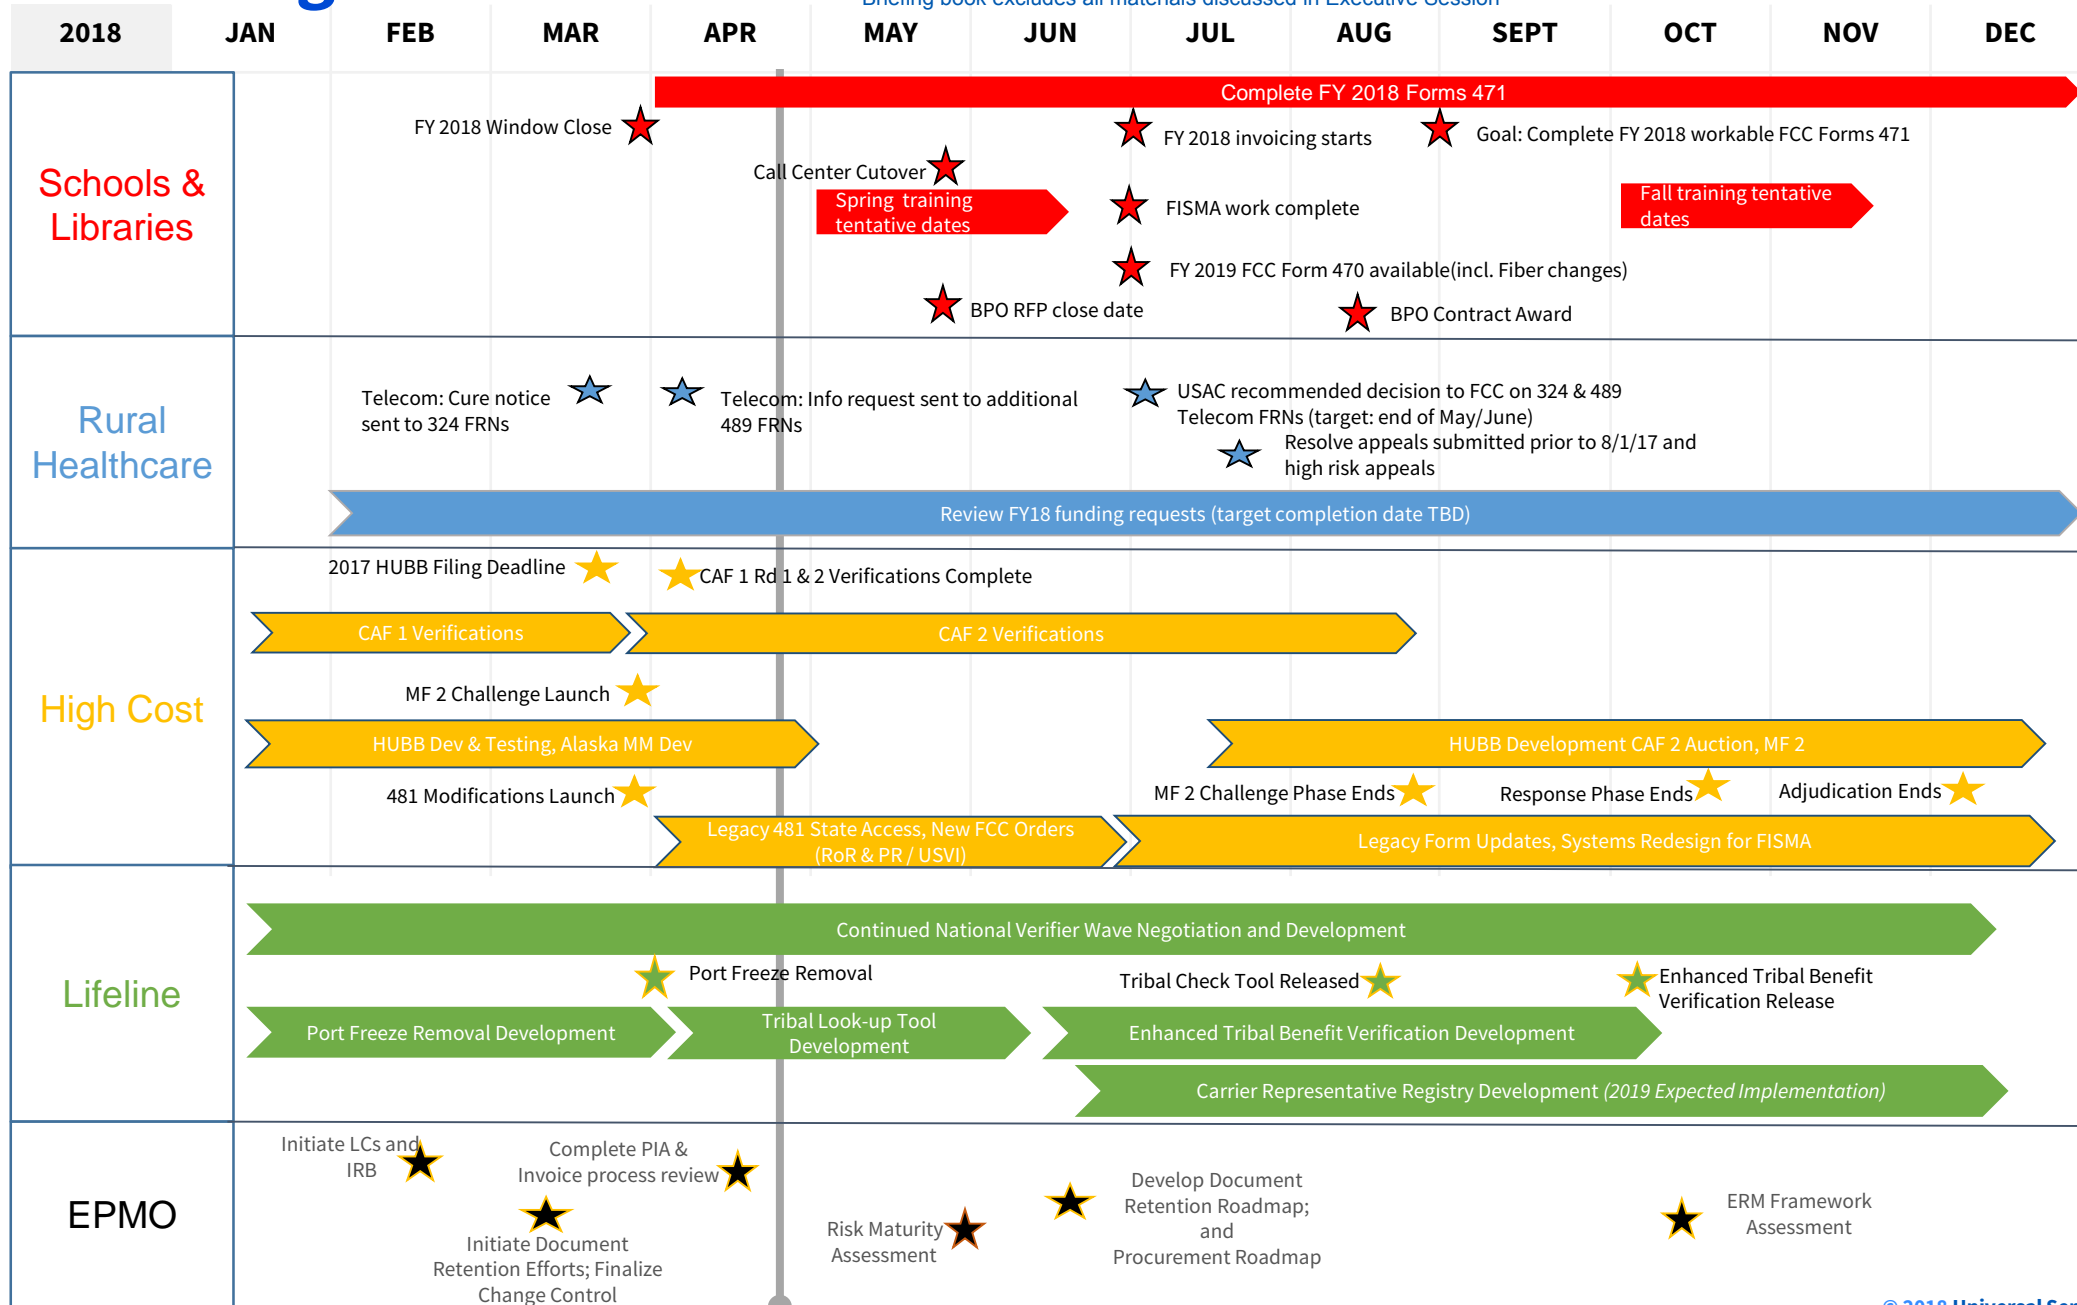 Briefing book excludes all materials discussed in Executive Session
2018 JAN FEB MAR APR MAY JUN JUL AUG SEPT OCT NOV DEC
Schools &
Libraries
Complete FY 2018 Forms 471
FY 2018 Window Close
FY 2018 invoicing starts
Goal: Complete FY 2018 workable FCC Forms 471
Call Center Cutover
Spring training
tentative dates
FISMA work complete
Fall training tentative
dates
FY 2019 FCC Form 470 available(incl. Fiber changes)
BPO RFP close date
BPO Contract Award
Rural
Healthcare
Telecom: Cure notice
sent to 324 FRNs
Telecom: Info request sent to additional
489 FRNs
USAC recommended decision to FCC on 324 & 489
Telecom FRNs (target: end of May/June)
Resolve appeals submitted prior to 8/1/17 and
high risk appeals
Review FY18 funding requests (target completion date TBD)
High Cost
2017 HUBB Filing Deadline
CAF 1 Rd 1 & 2 Verifications Complete
CAF 1 Verifications
CAF 2 Verifications
MF 2 Challenge Launch
HUBB Dev & Testing, Alaska MM Dev
HUBB Development CAF 2 Auction, MF 2
481 Modifications Launch
MF 2 Challenge Phase Ends
Response Phase Ends
Adjudication Ends
Legacy 481 State Access, New FCC Orders
(RoR & PR / USVI)
Legacy Form Updates, Systems Redesign for FISMA
Lifeline
Continued National Verifier Wave Negotiation and Development
Port Freeze Removal
Tribal Check Tool Released
Enhanced Tribal Benefit
Verification Release
Port Freeze Removal Development
Tribal Look-up Tool
Development
Enhanced Tribal Benefit Verification Development
Carrier Representative Registry Development (2019 Expected Implementation)
EPMO
Initiate LCs and
IRB
Complete PIA &
Invoice process review
Initiate Document
Retention Efforts; Finalize
Change Control
Risk Maturity
Assessment
Develop Document
Retention Roadmap;
and
Procurement Roadmap
ERM Framework
Assessment
© 2018 Universal